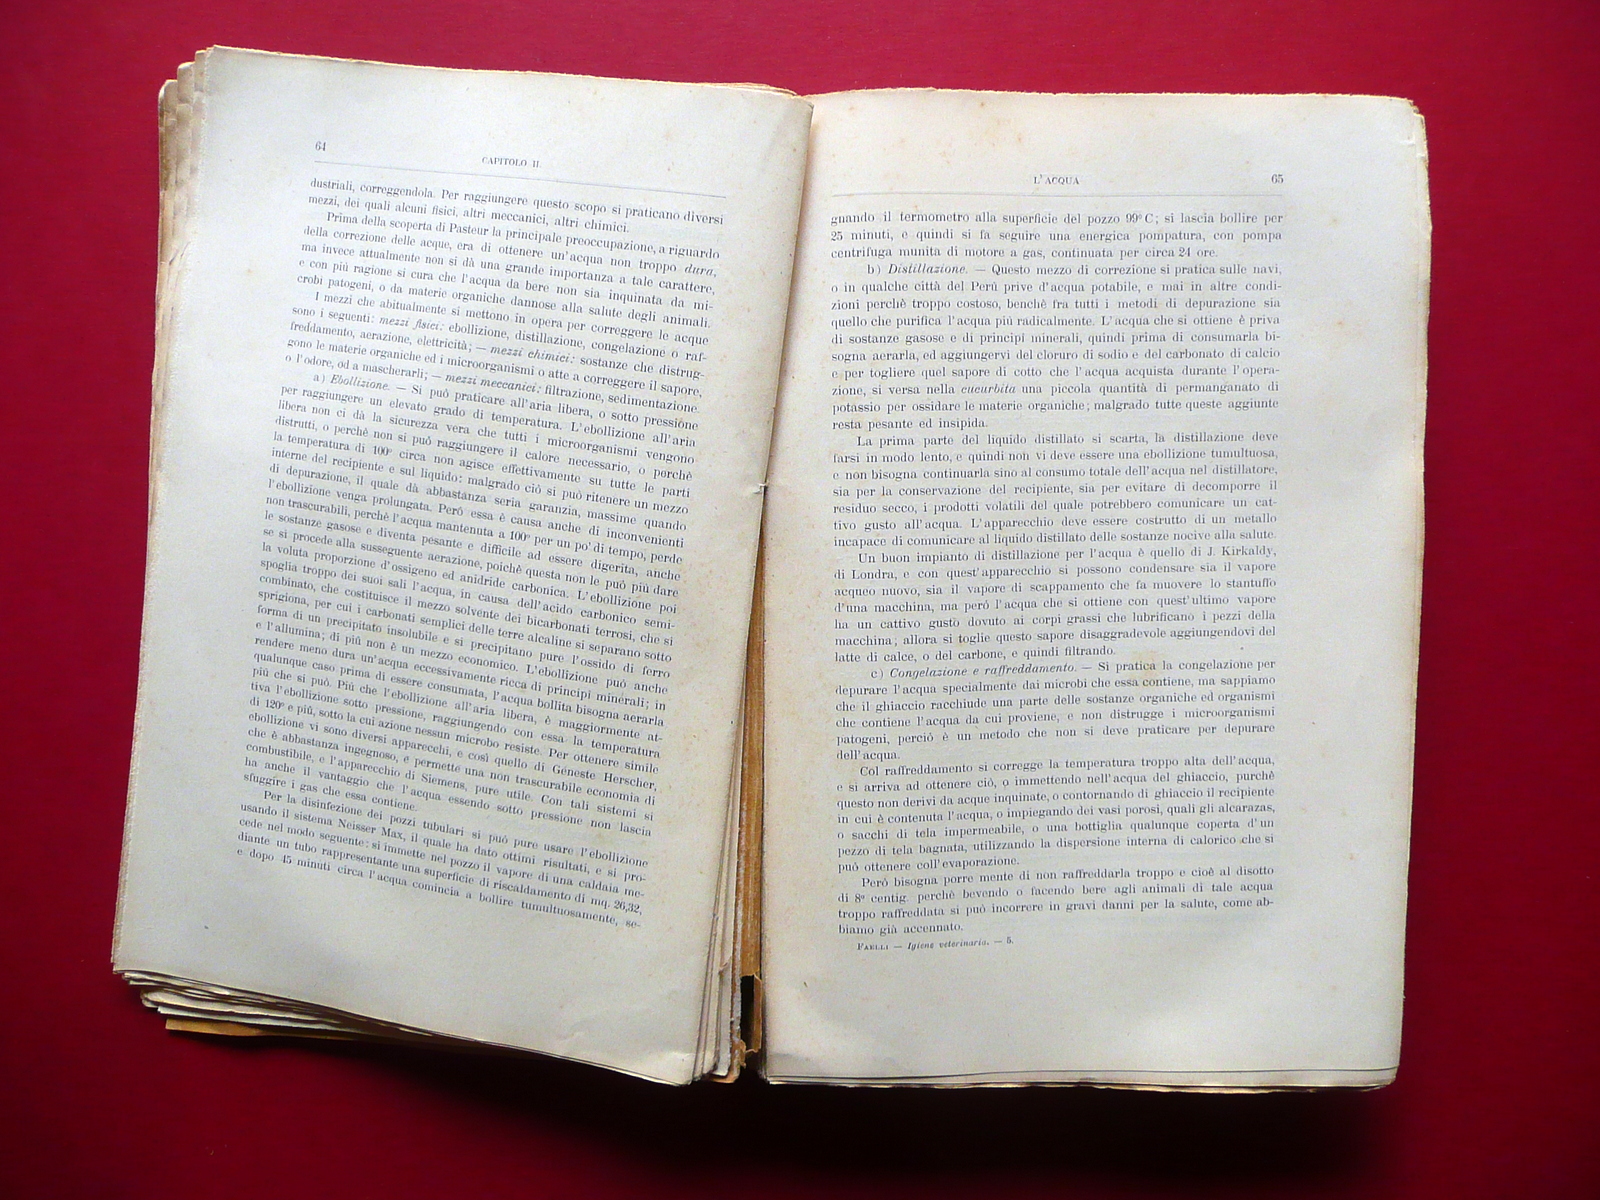 64
CAPITOLO II.
dustriali, correggendola. Per raggiungere questo scopo si praticano diversi
mezzi, dei quali alcuni fisici, altri meccanici, altri chimici.
Prima della scoperta di Pasteur la principale preoccupazione, a riguardo
della correzione delle acque, era di ottenere un'acqua non troppo dura,
ma invece attualmente non si dà una grande importanza a tale carattere,
e con più ragione si cura che l'acqua da bere non sia inquinata da mi-
crobi patogeni, o da materie organiche dannose alla salute degli animali.
I mezzi che abitualmente si mettono in opera per correggere le acque
sono i seguenti: mezzi fisici: ebollizione, distillazione, congelazione o raf-
freddamento, aerazione, elettricità; — mezzi chimici: sostanze che distrug-
gono le materie organiche ed i microorganismi o atte a correggere il sapore,
o l'odore, od a mascherarli; — mezzi meccanici: filtrazione, sedimentazione.
a) Ebollizione. — Si può praticare all'aria libera, o sotto pressione
per raggiungere un elevato grado di temperatura. L'ebollizione all'aria
libera non ci dà la sicurezza vera che tutti i microorganismi vengono
distrutti, o perchè non si può raggiungere il calore necessario, o perchè
la temperatura di 100° circa non agisce effettivamente su tutte le parti
interne del recipiente e sul liquido: malgrado ciò si può ritenere un mezzo
di depurazione, il quale dà abbastanza seria garanzia, massime quando
l'ebollizione venga prolungata. Però essa è causa anche di inconvenienti
non trascurabili, perchè l'acqua mantenuta a 100° per un po' di tempo, perde
le sostanze gasose e diventa pesante e difficile ad essere digerita, anche
se si procede alla susseguente aerazione, poichè questa non le può più dare
la voluta proporzione d'ossigeno ed anidride carbonica. L'ebollizione poi
spoglia troppo dei suoi sali l'acqua, in causa dell'acido carbonico semi-
combinato, che costituisce il mezzo solvente dei bicarbonati terrosi, che si
sprigiona, per cui i carbonati semplici delle terre alcaline si separano sotto
forma di un precipitato insolubile e si precipitano pure l'ossido di ferro
e l'allumina; di più non è un mezzo economico. L'ebollizione può anche
rendere meno dura un'acqua eccessivamente ricca di principi minerali; in
qualunque caso prima di essere consumata, l'acqua bollita bisogna aerarla
più che si può. Più che l'ebollizione all'aria libera, è maggiormente at-
tiva l'ebollizione sotto pressione, raggiungendo con essa la temperatura
di 120° e più, sotto la cui azione nessun microbo resiste. Per ottenere simile
ebollizione vi sono diversi apparecchi, e così quello di Géneste Herscher,
che è abbastanza ingegnoso, e permette una non trascurabile economia di
combustibile, e l'apparecchio di Siemens, pure utile. Con tali sistemi si
ha anche il vantaggio che l'acqua essendo sotto pressione non lascia
sfuggire i gas che essa contiene.
Per la disinfezione dei pozzi tubulari si può pure usare l'ebollizione
usando il sistema Neisser Max, il quale ha dato ottimi risultati, e si pro-
cede nel modo seguente: si immette nel pozzo il vapore di una caldaia me-
diante un tubo rappresentante una superficie di riscaldamento di mq. 26,32,
e dopo 45 minuti circa l'acqua comincia a bollire tumultuosamente, se-
L'ACQUA
65
gnando il termometro alla superficie del pozzo 99° C; si lascia bollire per
25 minuti, e quindi si fa seguire una energica pompatura, con pompa
centrifuga munita di motore a gas, continuata per circa 24 ore.
b) Distillazione. — Questo mezzo di correzione si pratica sulle navi,
o in qualche città del Perù prive d'acqua potabile, e mai in altre condi-
zioni perchè troppo costoso, benchè fra tutti i metodi di depurazione sia
quello che purifica l'acqua più radicalmente. L'acqua che si ottiene è priva
di sostanze gasose e di principi minerali, quindi prima di consumarla bi-
sogna aerarla, ed aggiungervi del cloruro di sodio e del carbonato di calcio
e per togliere quel sapore di cotto che l'acqua acquista durante l'opera-
zione, si versa nella cucurbita una piccola quantità di permanganato di
potassio per ossidare le materie organiche; malgrado tutte queste aggiunte
resta pesante ed insipida.
La prima parte del liquido distillato si scarta, la distillazione deve
farsi in modo lento, e quindi non vi deve essere una ebollizione tumultuosa,
e non bisogna continuarla sino al consumo totale dell'acqua nel distillatore,
sia per la conservazione del recipiente, sia per evitare di decomporre il
residuo secco, i prodotti volatili del quale potrebbero comunicare un cat-
tivo gusto all'acqua. L'apparecchio deve essere costrutto di un metallo
incapace di comunicare al liquido distillato delle sostanze nocive alla salute.
Un buon impianto di distillazione per l'acqua è quello di J. Kirkaldy,
di Londra, e con quest'apparecchio si possono condensare sia il vapore
acqueo nuovo, sia il vapore di scappamento che fa muovere lo stantuffo
d'una macchina, ma però l'acqua che si ottiene con quest'ultimo vapore
ha un cattivo gusto dovuto ai corpi grassi che lubrificano i pezzi della
macchina; allora si toglie questo sapore disaggradevole aggiungendovi del
latte di calce, o del carbone, e quindi filtrando.
c) Congelazione e raffreddamento. — Si pratica la congelazione per
depurare l'acqua specialmente dai microbi che essa contiene, ma sappiamo
che il ghiaccio racchiude una parte delle sostanze organiche ed organismi
che contiene l'acqua da cui proviene, e non distrugge i microorganismi
patogeni, perciò è un metodo che non si deve praticare per depurare
dell'acqua.
Col raffreddamento si corregge la temperatura troppo alta dell'acqua,
e si arriva ad ottenere ciò, o immettendo nell'acqua del ghiaccio, purchè
questo non derivi da acque inquinate, o contornando di ghiaccio il recipiente
in cui è contenuta l'acqua, o impiegando dei vasi porosi, quali gli alcarazas,
o sacchi di tela impermeabile, o una bottiglia qualunque coperta d'un
pezzo di tela bagnata, utilizzando la dispersione interna di calorico che si
può ottenere coll'evaporazione.
Però bisogna porre mente di non raffreddarla troppo e cioè al disotto
di 8° centig. perchè bevendo o facendo bere agli animali di tale acqua
troppo raffreddata si può incorrere in gravi danni per la salute, come ab-
biamo già accennato.
FAELLI — Igiene veterinaria. — 5.